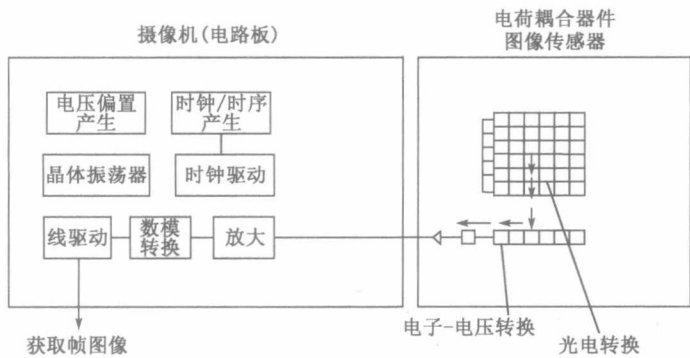 摄像机(电路板)
电荷耦合器件
图像传感器
电压偏置
产生
时钟/时序
产生
晶体振荡器
时钟驱动
线驱动
数模
转换
放大
获取帧图像
电子-电压转换
光电转换